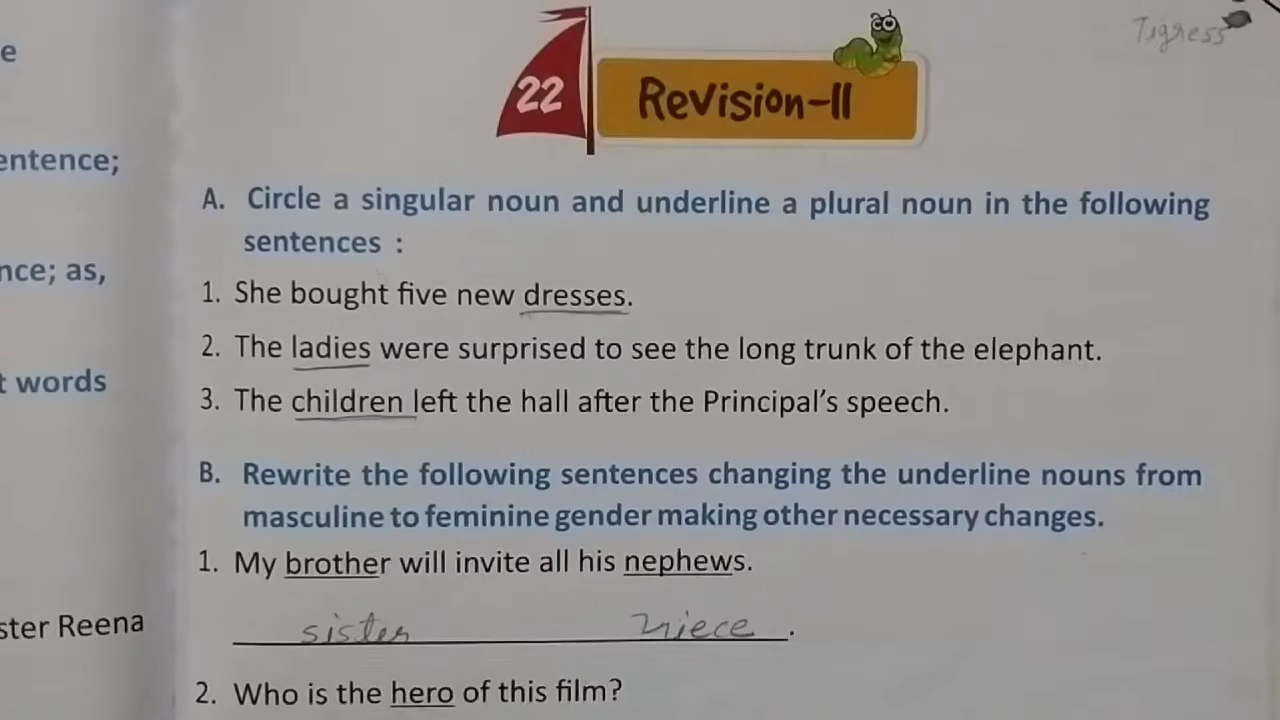 Tigress
e
22
Revision-II
entence;
A. Circle a singular noun and underline a plural noun in the following
sentences :
nce; as,
1. She bought five new dresses.
2. The ladies were surprised to see the long trunk of the elephant.
t words
3. The children left the hall after the Principal's speech.
B. Rewrite the following sentences changing the underline nouns from
masculine to feminine gender making other necessary changes.
1. My brother will invite all his nephews.
ster Reena
sister niece.
2. Who is the hero of this film?